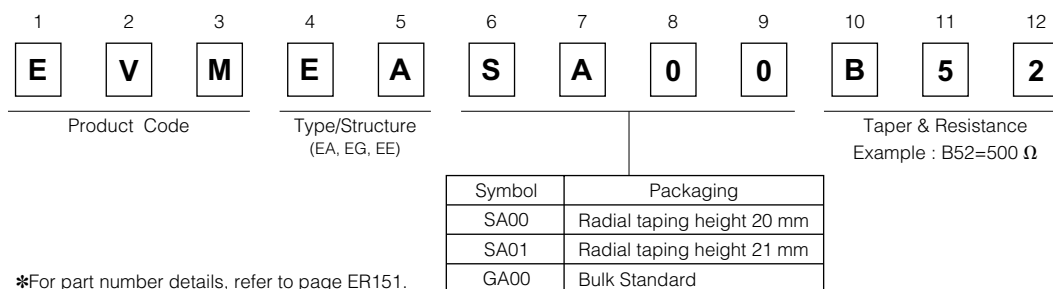 1 2 3 4 5 6 7 8 9 10 11 12
E V M E A S A 0 0 B 5 2
Product Code
Type/Structure
(EA, EG, EE)
Taper & Resistance
Example : B52=500 Ω
Symbol Packaging
SA00 Radial taping height 20 mm
SA01 Radial taping height 21 mm
GA00 Bulk Standard
✻For part number details, refer to page ER151.